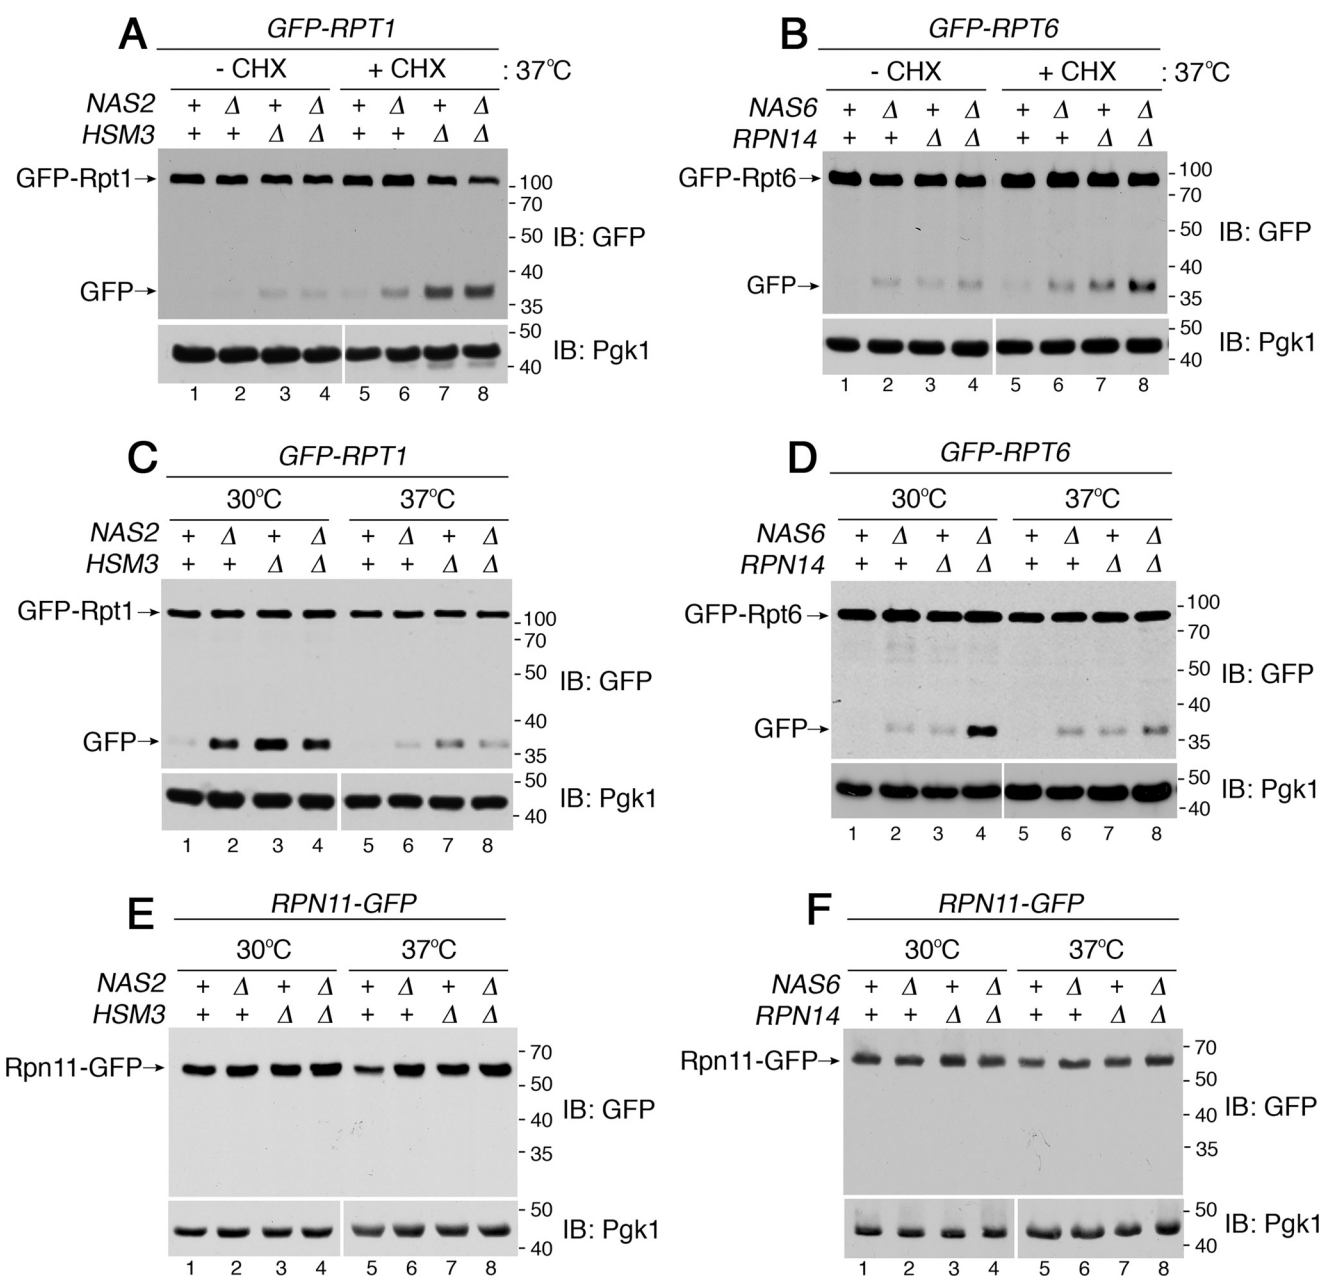 A
GFP-RPT1
- CHX + CHX : 37°C
NAS2 + Δ + Δ + Δ + Δ
HSM3 + + Δ Δ + + Δ Δ
GFP-Rpt1
100
70
50
IB: GFP
40
GFP
35
50
IB: Pgk1
40
1 2 3 4 5 6 7 8
B
GFP-RPT6
- CHX + CHX : 37°C
NAS6 + Δ + Δ + Δ + Δ
RPN14 + + Δ Δ + + Δ Δ
GFP-Rpt6
100
70
50
IB: GFP
40
GFP
35
50
IB: Pgk1
40
1 2 3 4 5 6 7 8
C
GFP-RPT1
30°C 37°C
NAS2 + Δ + Δ + Δ + Δ
HSM3 + + Δ Δ + + Δ Δ
GFP-Rpt1
100
70
50
IB: GFP
40
GFP
35
50
IB: Pgk1
40
1 2 3 4 5 6 7 8
D
GFP-RPT6
30°C 37°C
NAS6 + Δ + Δ + Δ + Δ
RPN14 + + Δ Δ + + Δ Δ
GFP-Rpt6
100
70
50
IB: GFP
40
GFP
35
50
IB: Pgk1
40
1 2 3 4 5 6 7 8
E
RPN11-GFP
30°C 37°C
NAS2 + Δ + Δ + Δ + Δ
HSM3 + + Δ Δ + + Δ Δ
70
Rpn11-GFP
50
IB: GFP
40
35
50
IB: Pgk1
40
1 2 3 4 5 6 7 8
F
RPN11-GFP
30°C 37°C
NAS6 + Δ + Δ + Δ + Δ
RPN14 + + Δ Δ + + Δ Δ
70
Rpn11-GFP
50
IB: GFP
40
35
50
IB: Pgk1
40
1 2 3 4 5 6 7 8